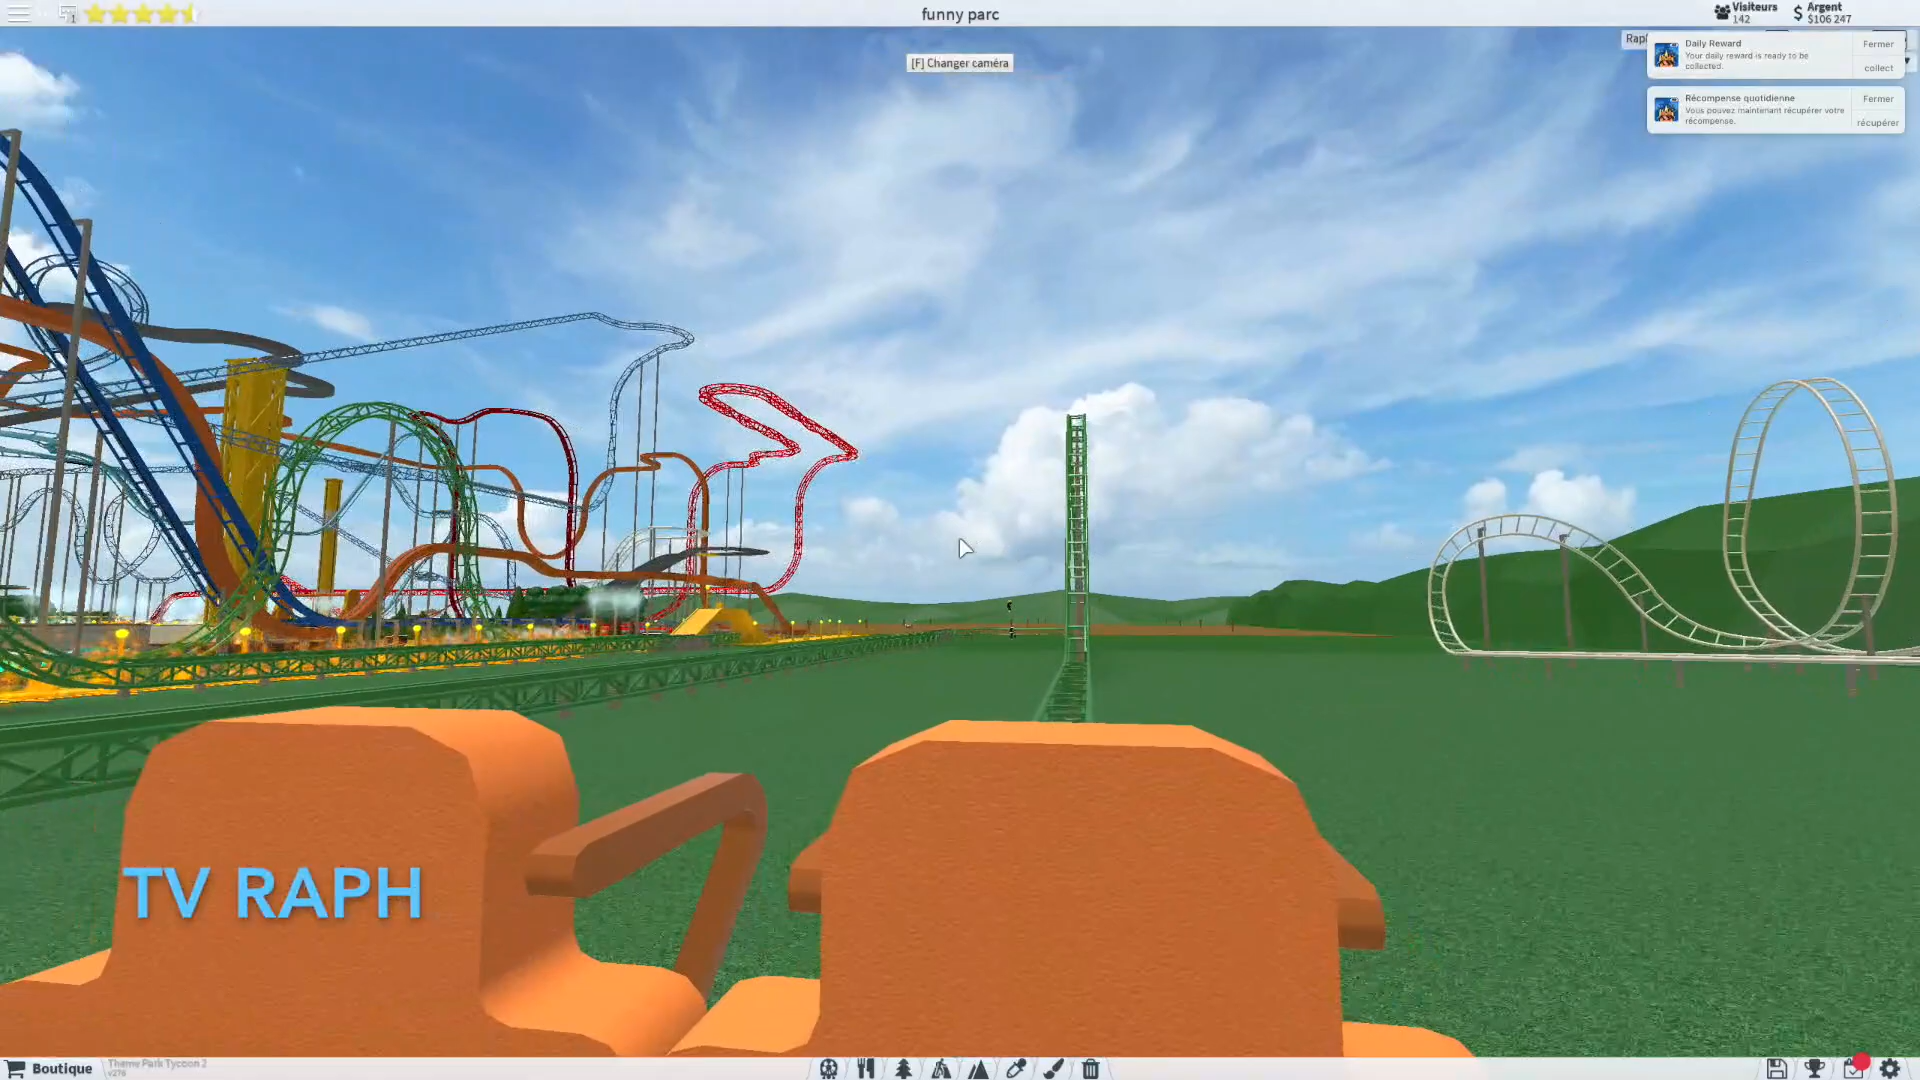 1
funny parc
Visiteurs
142
$ Argent
$106 247
[F] Changer caméra
Daily Reward
Your daily reward is ready to be
collected.
Fermer
collect
Récompense quotidienne
Vous pouvez maintenant récupérer votre
récompense.
Fermer
récupérer
TV RAPH
Boutique
Theme Park Tycoon 2